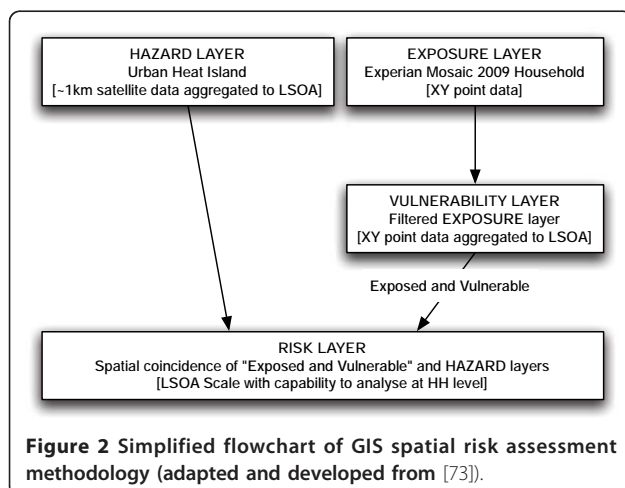 HAZARD LAYER
Urban Heat Island
[~1km satellite data aggregated to LSOA]
EXPOSURE LAYER
Experian Mosaic 2009 Household
[XY point data]
VULNERABILITY LAYER
Filtered EXPOSURE layer
[XY point data aggregated to LSOA]
Exposed and Vulnerable
RISK LAYER
Spatial coincidence of "Exposed and Vulnerable" and HAZARD layers
[LSOA Scale with capability to analyse at HH level]
Figure 2 Simplified flowchart of GIS spatial risk assessment
methodology (adapted and developed from [73]).